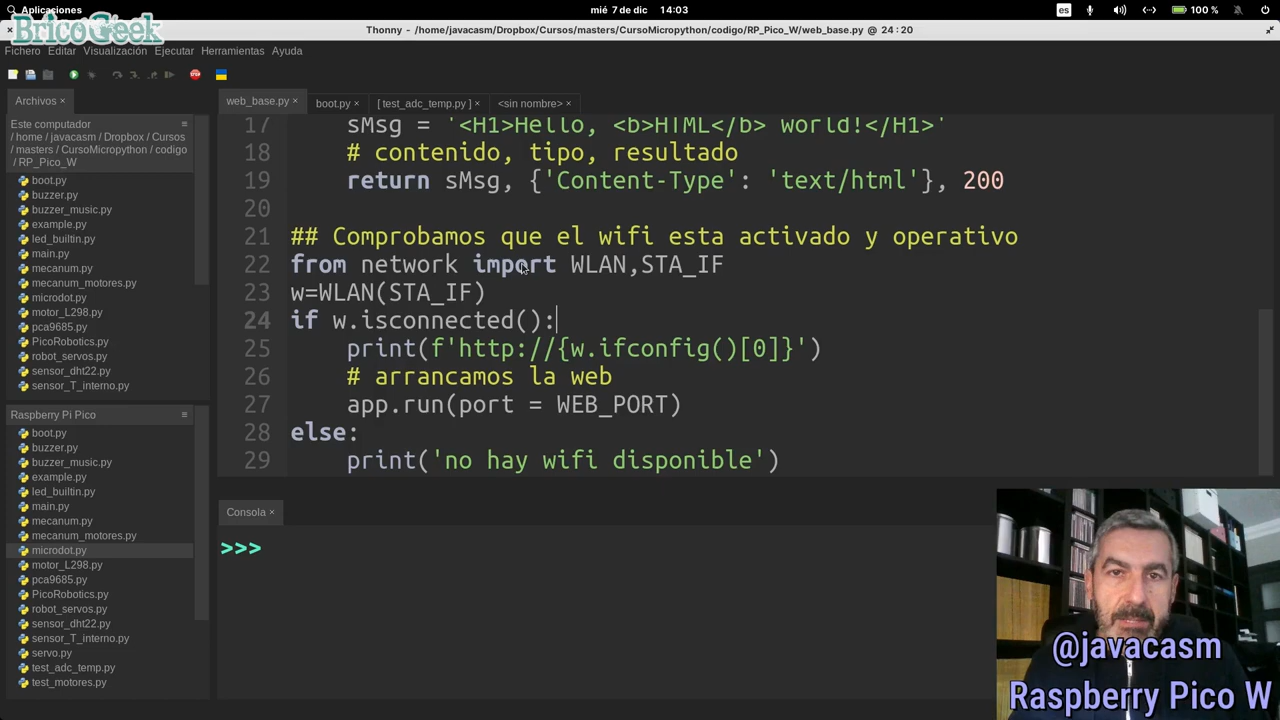 Aplicaciones
mié 7 de dic 14:03
es
100 %
BricoGeek
Thonny - /home/javacasm/Dropbox/Cursos/masters/CursoMicropython/codigo/RP_Pico_W/web_base.py @ 24 : 20
Fichero Editar Visualización Ejecutar Herramientas Ayuda
Archivos ×
Este computador
/ home / javacasm / Dropbox / Cursos
/ masters / CursoMicropython / codigo
/ RP_Pico_W
boot.py
buzzer.py
buzzer_music.py
example.py
led_builtin.py
main.py
mecanum.py
mecanum_motores.py
microdot.py
motor_L298.py
pca9685.py
PicoRobotics.py
robot_servos.py
sensor_dht22.py
sensor_T_interno.py
Raspberry Pi Pico
boot.py
buzzer.py
buzzer_music.py
example.py
led_builtin.py
main.py
mecanum.py
mecanum_motores.py
microdot.py
motor_L298.py
pca9685.py
PicoRobotics.py
robot_servos.py
sensor_dht22.py
sensor_T_interno.py
servo.py
test_adc_temp.py
test_motores.py
web_base.py × boot.py × [ test_adc_temp.py ] × <sin nombre> ×
17 sMsg = '<H1>Hello, <b>HTML</b> world!</H1>'
18 # contenido, tipo, resultado
19 return sMsg, {'Content-Type': 'text/html'}, 200
20
21 ## Comprobamos que el wifi esta activado y operativo
22 from network import WLAN,STA_IF
23 w=WLAN(STA_IF)
24 if w.isconnected():
25 print(f'http://{w.ifconfig()[0]}')
26 # arrancamos la web
27 app.run(port = WEB_PORT)
28 else:
29 print('no hay wifi disponible')
Consola ×
>>>
@javacasm
Raspberry Pico W